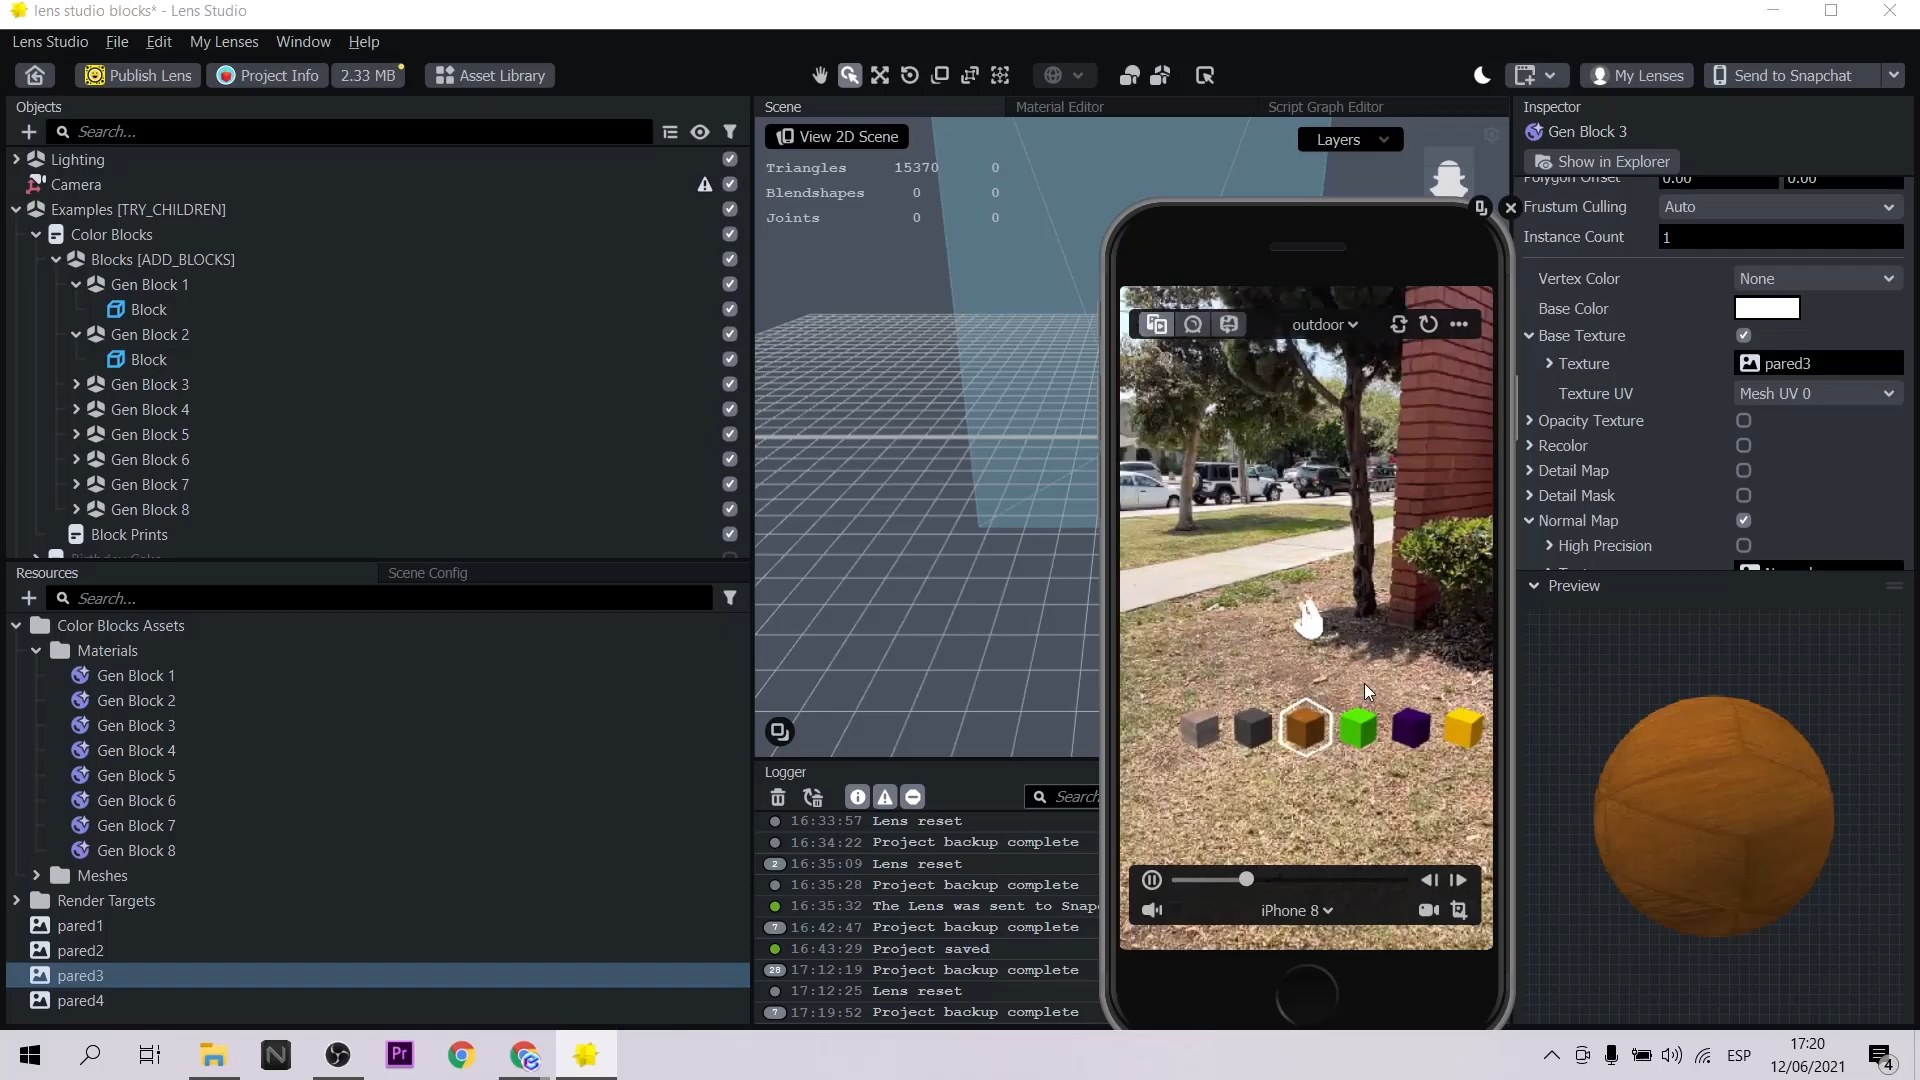 lens studio blocks* - Lens Studio
Lens Studio File Edit My Lenses Window Help
Publish Lens Project Info 2.33 MB Asset Library My Lenses Send to Snapchat
Objects
Search...
Lighting
Camera
Examples [TRY_CHILDREN]
Color Blocks
Blocks [ADD_BLOCKS]
Gen Block 1
Block
Gen Block 2
Block
Gen Block 3
Gen Block 4
Gen Block 5
Gen Block 6
Gen Block 7
Gen Block 8
Block Prints
Resources Scene Config
Search...
Color Blocks Assets
Materials
Gen Block 1
Gen Block 2
Gen Block 3
Gen Block 4
Gen Block 5
Gen Block 6
Gen Block 7
Gen Block 8
Meshes
Render Targets
pared1
pared2
pared3
pared4
Scene Material Editor Script Graph Editor
View 2D Scene Layers
Triangles 15370 0
Blendshapes 0 0
Joints 0 0
outdoor
iPhone 8
Logger
Search
16:33:57 Lens reset
16:34:22 Project backup complete
2 16:35:09 Lens reset
16:35:28 Project backup complete
16:35:32 The Lens was sent to Snap
7 16:42:47 Project backup complete
16:43:29 Project saved
28 17:12:19 Project backup complete
17:12:25 Lens reset
7 17:19:52 Project backup complete
Inspector
Gen Block 3
Show in Explorer
Polygon Offset 0.00 0.00
Frustum Culling Auto
Instance Count 1
Vertex Color None
Base Color
Base Texture
Texture pared3
Texture UV Mesh UV 0
Opacity Texture
Recolor
Detail Map
Detail Mask
Normal Map
High Precision
Preview
N Pr ESP 17:20
12/06/2021 4